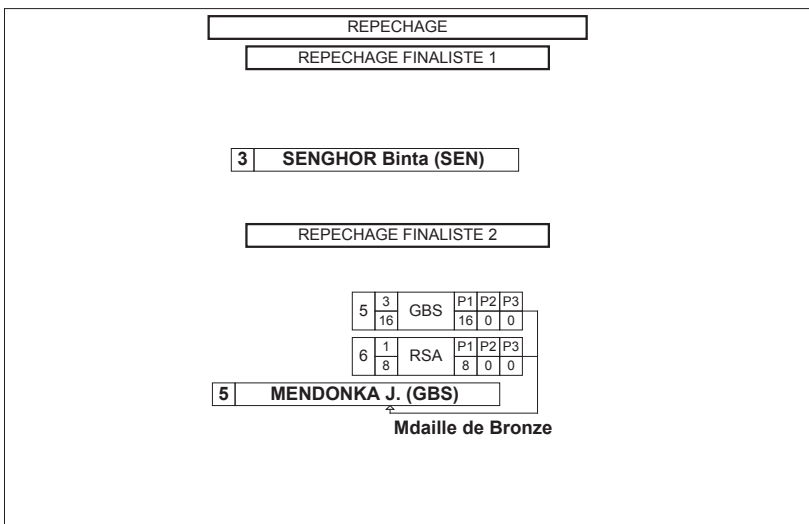 REPECHAGE
REPECHAGE FINALISTE 1
3 SENGHOR Binta (SEN)
REPECHAGE FINALISTE 2
5 3 GBS P1 P2 P3
16 16 0 0
6 1 RSA P1 P2 P3
8 8 0 0
5 MENDONKA J. (GBS)
Mdaille de Bronze